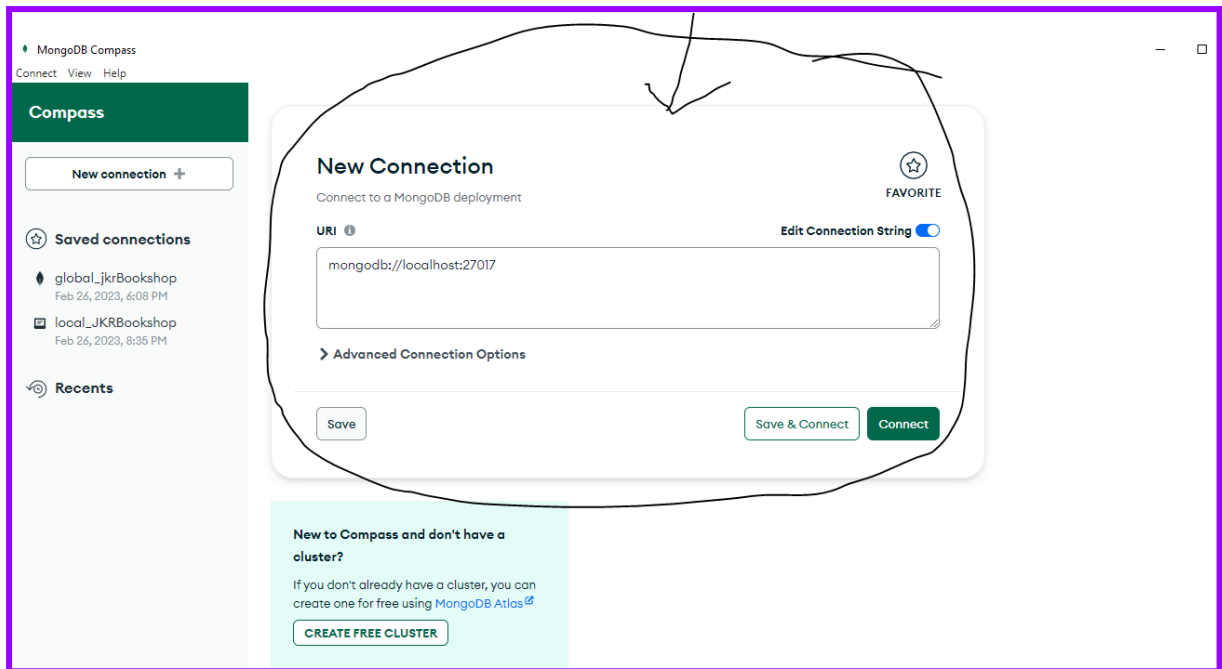 MongoDB Compass
Connect View Help
Compass
New connection
Saved connections
global_jkrBookshop
Feb 26, 2023, 6:08 PM
local_JKRBookshop
Feb 26, 2023, 8:35 PM
Recents
New Connection
Connect to a MongoDB deployment
FAVORITE
URI
Edit Connection String
mongodb://localhost:27017
Advanced Connection Options
Save
Save & Connect
Connect
New to Compass and don't have a
cluster?
If you don't already have a cluster, you can
create one for free using MongoDB Atlas
CREATE FREE CLUSTER